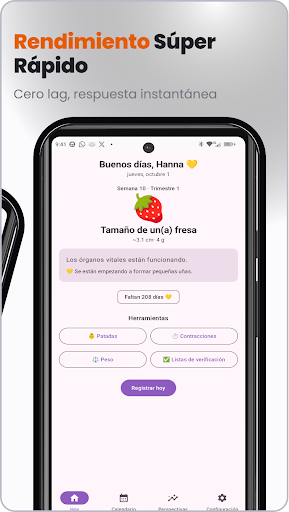 Rendimiento Súper
Rápido
Cero lag, respuesta instantánea
9:41
Buenos días, Hanna 💛
jueves, octubre 1
Semana 10 · Trimestre 1
Tamaño de un(a) fresa
~3.1 cm· 4 g
Los órganos vitales están funcionando.
💛 Se están empezando a formar pequeñas uñas.
Faltan 208 días 💛
Herramientas
👶 Patadas
⏱ Contracciones
⚖ Peso
✅ Listas de verificación
Registrar hoy
Hoy
Calendario
Perspectivas
Configuración